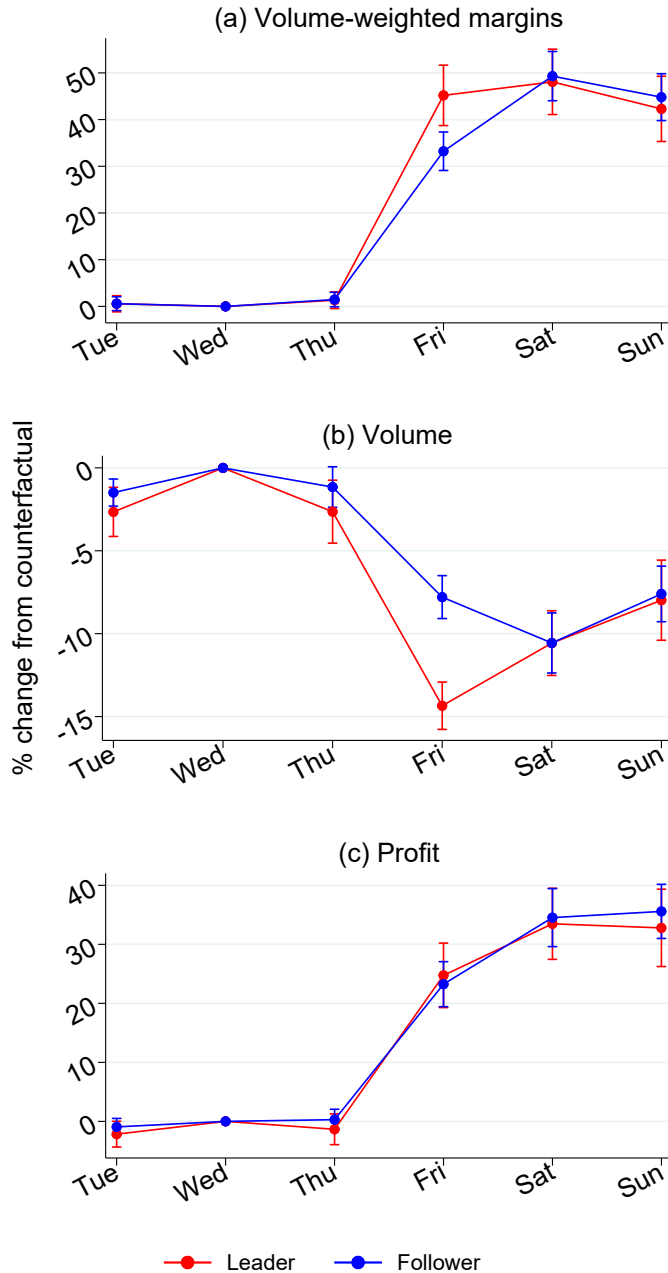 (a) Volume-weighted margins
50
40
30
20
10
0
Tue Wed Thu Fri Sat Sun
% change from counterfactual
(b) Volume
0
-5
-10
-15
Tue Wed Thu Fri Sat Sun
(c) Profit
40
30
20
10
0
Tue Wed Thu Fri Sat Sun
Leader Follower